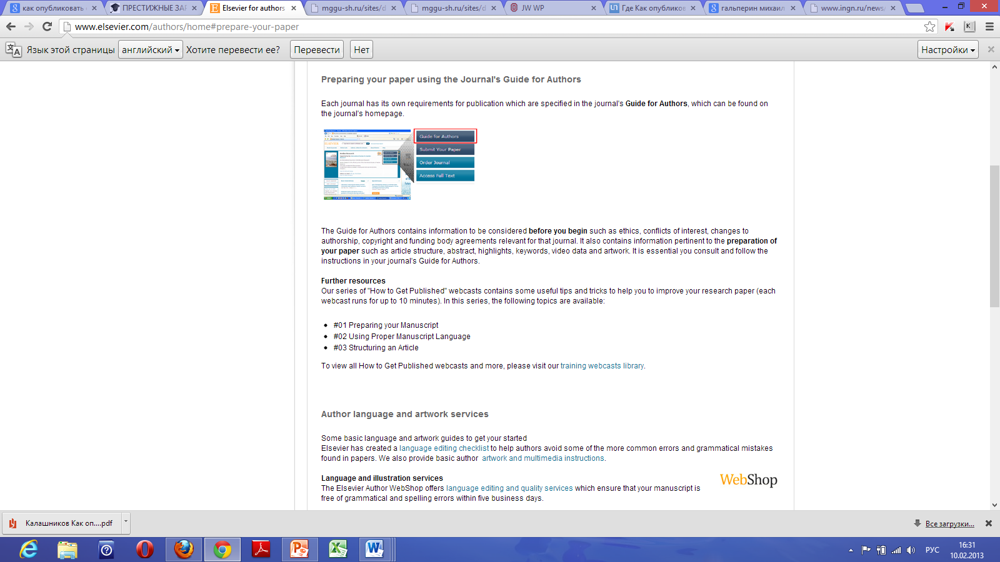 как опубликовать
ПРЕСТИЖНЫЕ ЗАР
Elsevier for authors
mggu-sh.ru/sites/d
mggu-sh.ru/sites/d
JW WP
Где Как опубликов
гальперин михаил
www.ingn.ru/news/
www.elsevier.com/authors/home#prepare-your-paper
Язык этой страницы английский Хотите перевести ее? Перевести Нет Настройки
Preparing your paper using the Journal's Guide for Authors
Each journal has its own requirements for publication which are specified in the journal's Guide for Authors, which can be found on
the journal's homepage.
Guide for Authors
Submit Your Paper
Order Journal
Access Full Text
The Guide for Authors contains information to be considered before you begin such as ethics, conflicts of interest, changes to
authorship, copyright and funding body agreements relevant for that journal. It also contains information pertinent to the preparation of
your paper such as article structure, abstract, highlights, keywords, video data and artwork. It is essential you consult and follow the
instructions in your journal's Guide for Authors.
Further resources
Our series of "How to Get Published" webcasts contains some useful tips and tricks to help you to improve your research paper (each
webcast runs for up to 10 minutes). In this series, the following topics are available:
#01 Preparing your Manuscript
#02 Using Proper Manuscript Language
#03 Structuring an Article
To view all How to Get Published webcasts and more, please visit our training webcasts library.
Author language and artwork services
Some basic language and artwork guides to get your started
Elsevier has created a language editing checklist to help authors avoid some of the more common errors and grammatical mistakes
found in papers. We also provide basic author artwork and multimedia instructions.
Language and illustration services
WebShop
The Elsevier Author WebShop offers language editing and quality services which ensure that your manuscript is
free of grammatical and spelling errors within five business days.
Калашников Как оп....pdf
Все загрузки...
РУС
16:31
10.02.2013